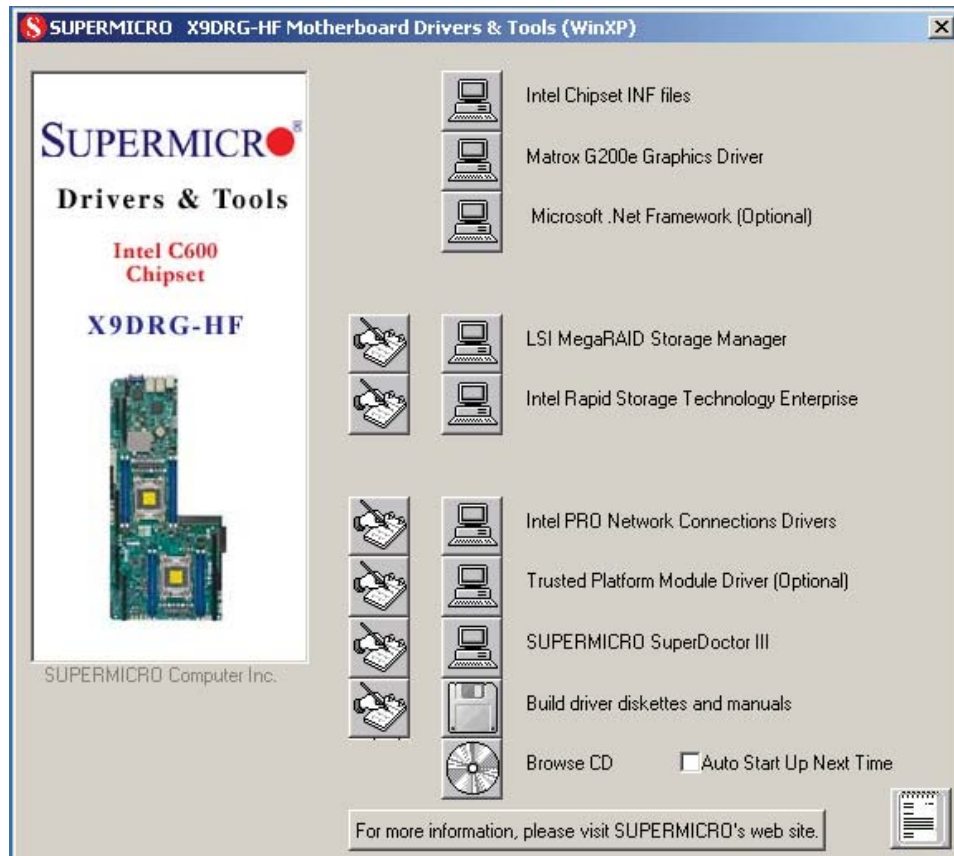 SUPERMICRO X9DRG-HF Motherboard Drivers & Tools (WinXP)
SUPERMICRO®
Drivers & Tools
Intel C600
Chipset
X9DRG-HF
SUPERMICRO Computer Inc.
Intel Chipset INF files
Matrox G200e Graphics Driver
Microsoft .Net Framework (Optional)
LSI MegaRAID Storage Manager
Intel Rapid Storage Technology Enterprise
Intel PRO Network Connections Drivers
Trusted Platform Module Driver (Optional)
SUPERMICRO SuperDoctor III
Build driver diskettes and manuals
Browse CD
Auto Start Up Next Time
For more information, please visit SUPERMICRO's web site.